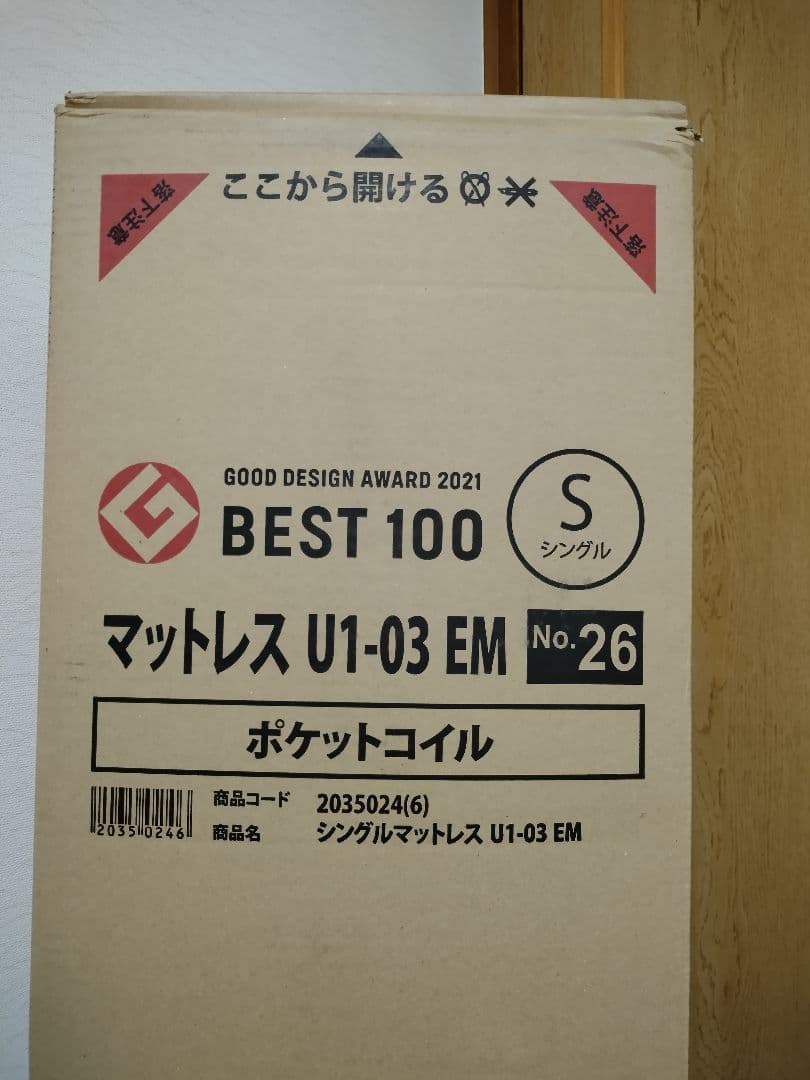 ここから開ける
落下注意
落下注意
GOOD DESIGN AWARD 2021
BEST 100
S
シングル
マットレス U1-03 EM No.26
ポケットコイル
商品コード 2035024(6)
20350246
商品名 シングルマットレス U1-03 EM